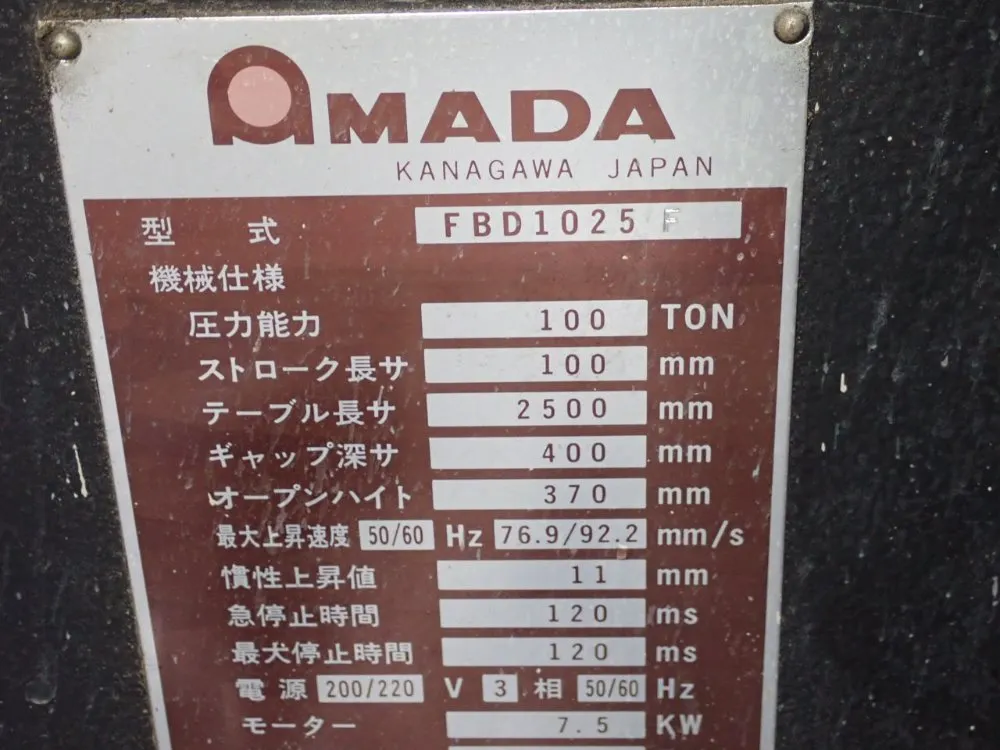 AMADA
KANAGAWA JAPAN
型 式 FBD1025 F
機械仕様
圧力能力 100 TON
ストローク長サ 100 mm
テーブル長サ 2500 mm
ギャップ深サ 400 mm
オープンハイト 370 mm
最大上昇速度 50/60 Hz 76.9/92.2 mm/s
慣性上昇値 11 mm
急停止時間 120 ms
最大停止時間 120 ms
電源 200/220 V 3 相 50/60 Hz
モーター 7.5 KW